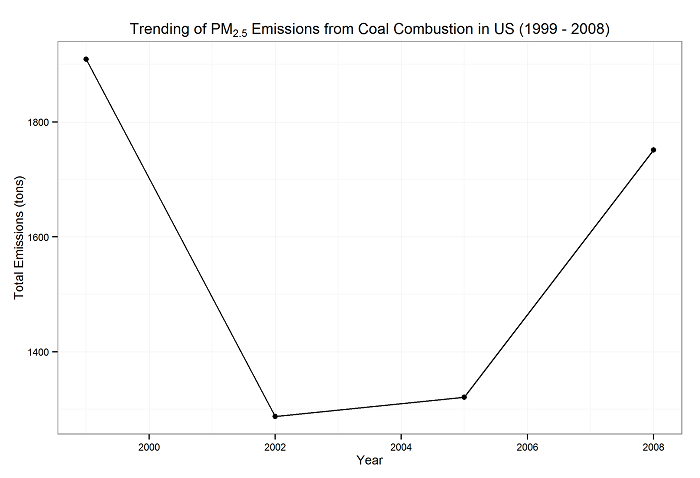 Trending of PM2.5 Emissions from Coal Combustion in US (1999 - 2008)
Total Emissions (tons)
1800
1600
1400
2000 2002 2004 2006 2008
Year